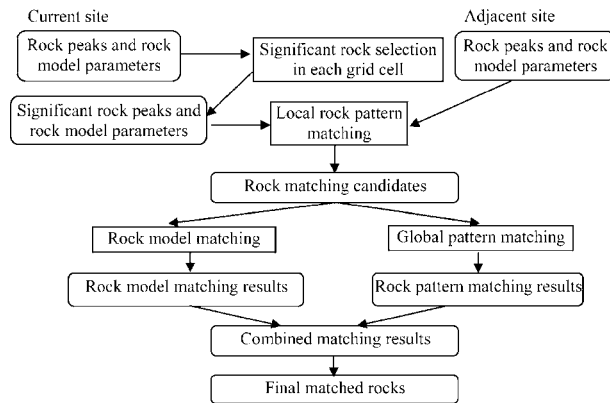 Current site
Adjacent site
Rock peaks and rock
model parameters
Significant rock selection
in each grid cell
Rock peaks and rock
model parameters
Significant rock peaks and
rock model parameters
Local rock pattern
matching
Rock matching candidates
Rock model matching
Global pattern matching
Rock model matching results
Rock pattern matching results
Combined matching results
Final matched rocks